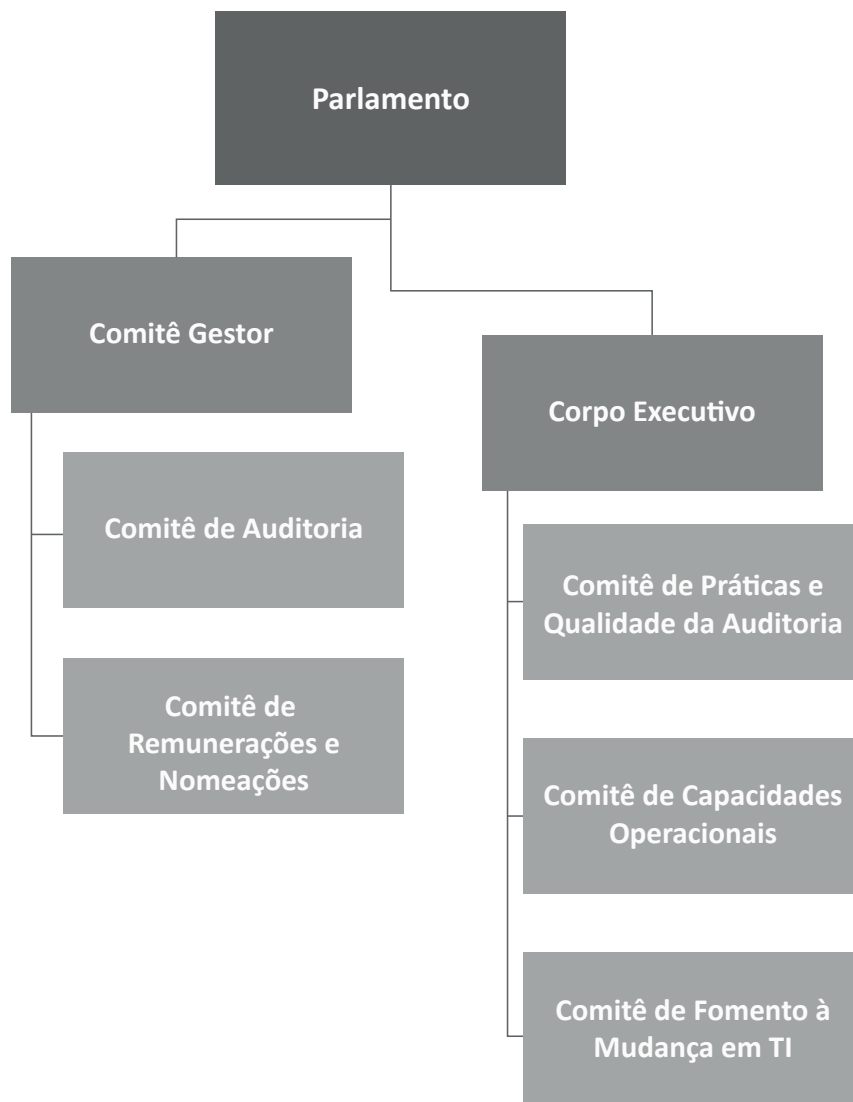 Parlamento
Comitê Gestor
Comitê de Auditoria
Comitê de
Remunerações e
Nomeações
Corpo Executivo
Comitê de Práticas e
Qualidade da Auditoria
Comitê de Capacidades
Operacionais
Comitê de Fomento à
Mudança em TI